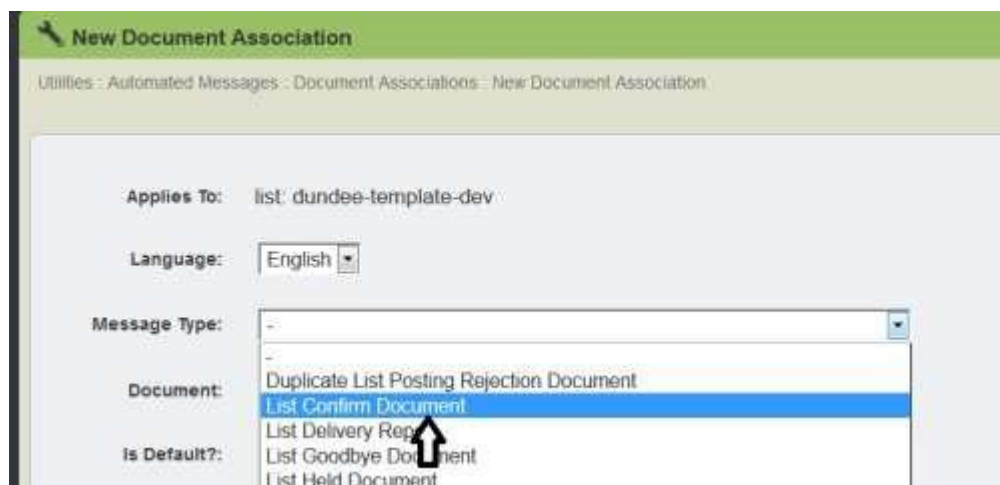 New Document Association
Utilities : Automated Messages : Document Associations : New Document Association
Applies To: list: dundee-template-dev
Language: English
Message Type: -
-
Duplicate List Posting Rejection Document
Document:
List Confirm Document
List Delivery
Is Default?:
List Goodbye
List Held Document